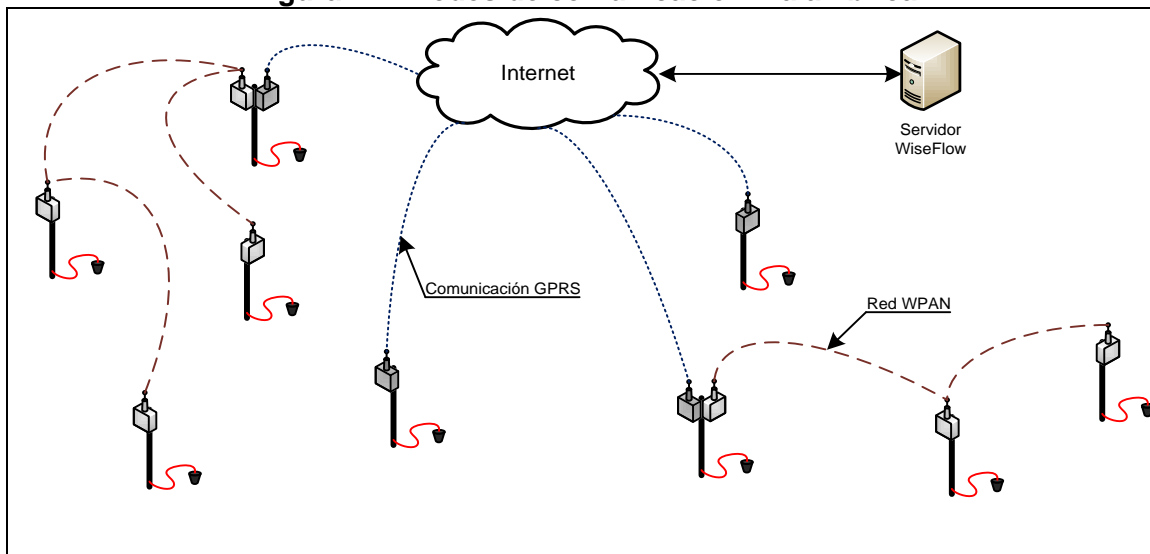 Internet
Servidor
WiseFlow
Comunicación GPRS
Red WPAN